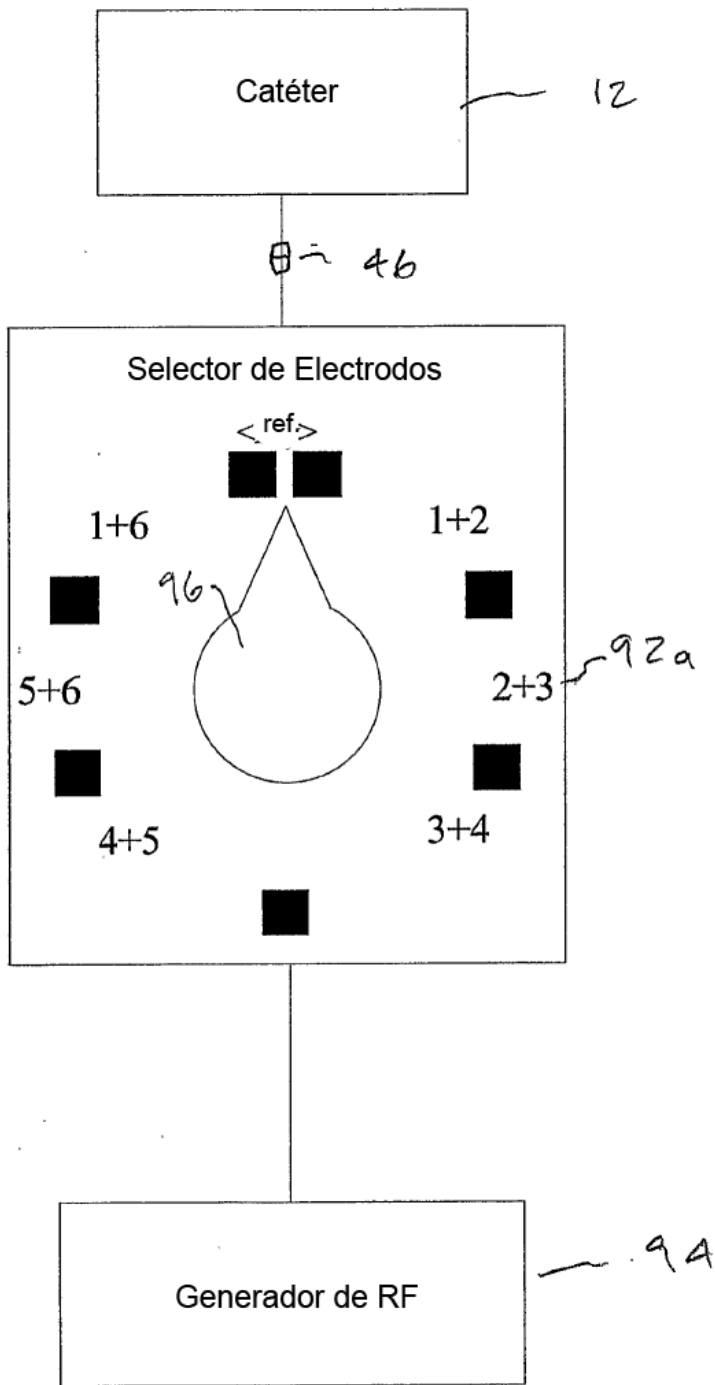 Catéter
12
46
Selector de Electrodos
< ref. >
1+6
1+2
96
92a
5+6
2+3
4+5
3+4
94
Generador de RF